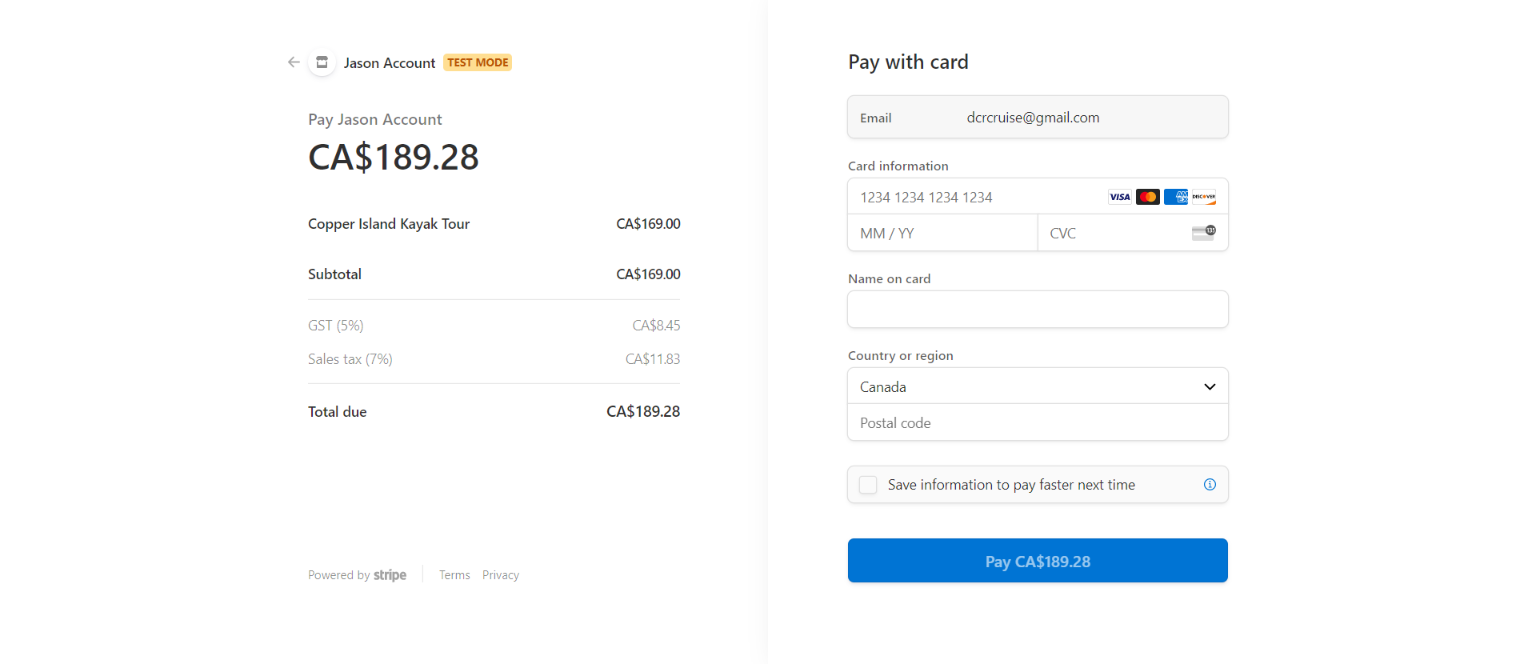 Jason Account TEST MODE
Pay Jason Account
CA$189.28
Copper Island Kayak Tour CA$169.00
Subtotal CA$169.00
GST (5%) CA$8.45
Sales tax (7%) CA$11.83
Total due CA$189.28
Powered by stripe Terms Privacy
Pay with card
Email dcrcruise@gmail.com
Card information
1234 1234 1234 1234 VISA AMEX DISCOVER
MM / YY CVC 135
Name on card
Country or region
Canada
Postal code
Save information to pay faster next time
Pay CA$189.28